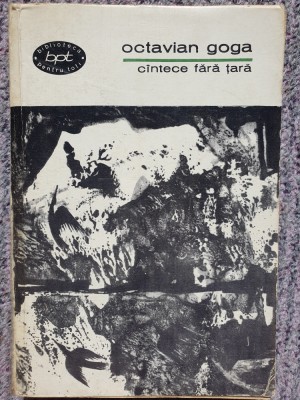 biblioteca
bpt
pentru toți
octavian goga
cîntece fără țară